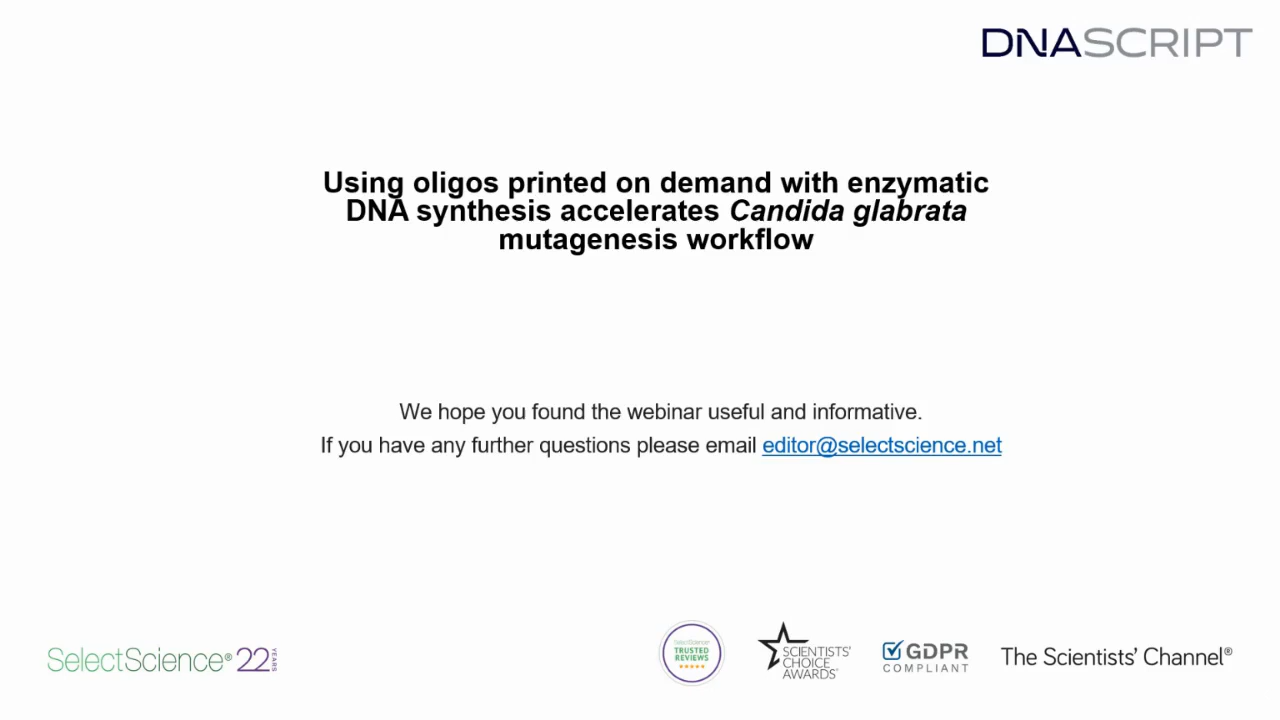 DNASCRIPT
Using oligos printed on demand with enzymatic
DNA synthesis accelerates Candida glabrata
mutagenesis workflow
We hope you found the webinar useful and informative.
If you have any further questions please email editor@selectscience.net
SelectScience® 22 YEARS
SelectScience®
TRUSTED
REVIEWS
SCIENTISTS'
CHOICE
AWARDS®
GDPR
COMPLIANT
The Scientists' Channel®